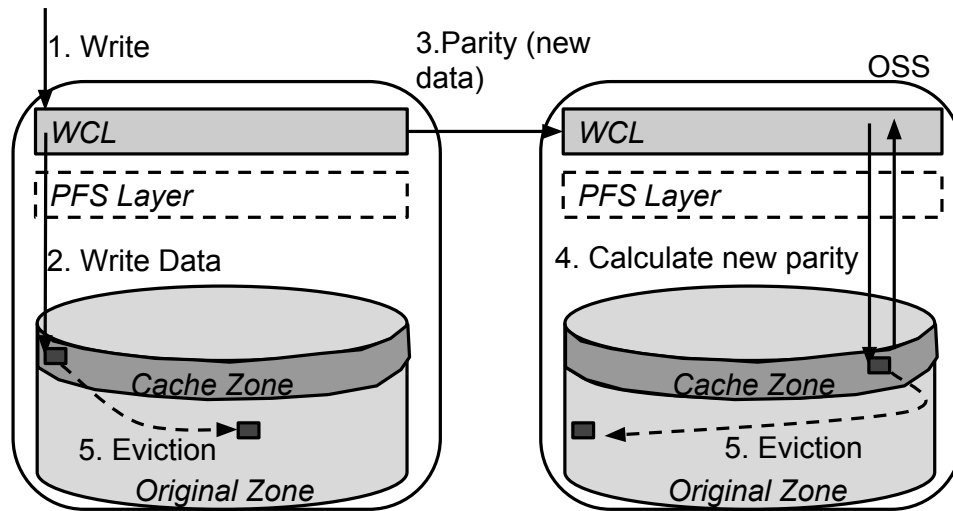 1. Write
3.Parity (new
data)
OSS
WCL
WCL
PFS Layer
PFS Layer
2. Write Data
4. Calculate new parity
Cache Zone
Cache Zone
5. Eviction
5. Eviction
Original Zone
Original Zone